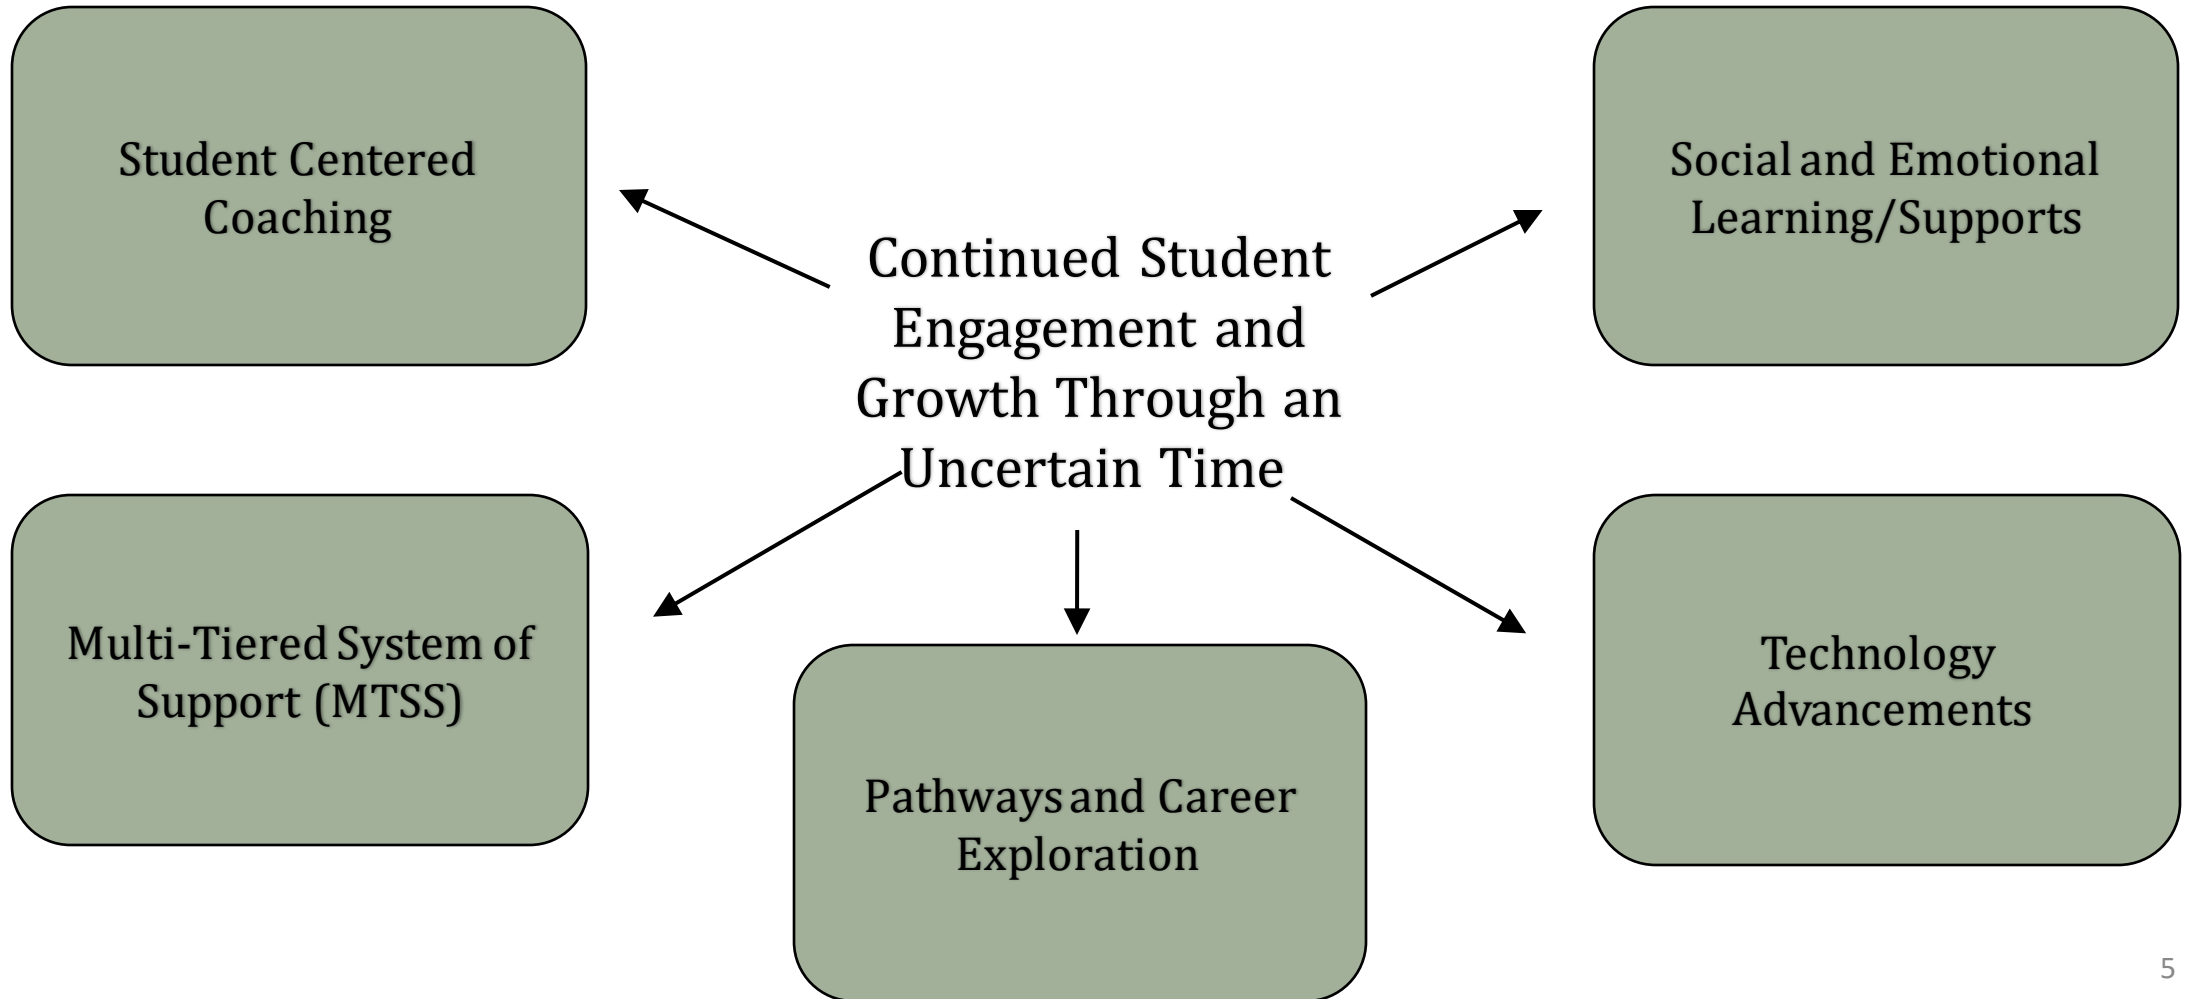 Student Centered
Coaching
Social and Emotional
Learning/Supports
Continued Student
Engagement and
Growth Through an
Uncertain Time
Multi-Tiered System of
Support (MTSS)
Pathways and Career
Exploration
Technology
Advancements
5